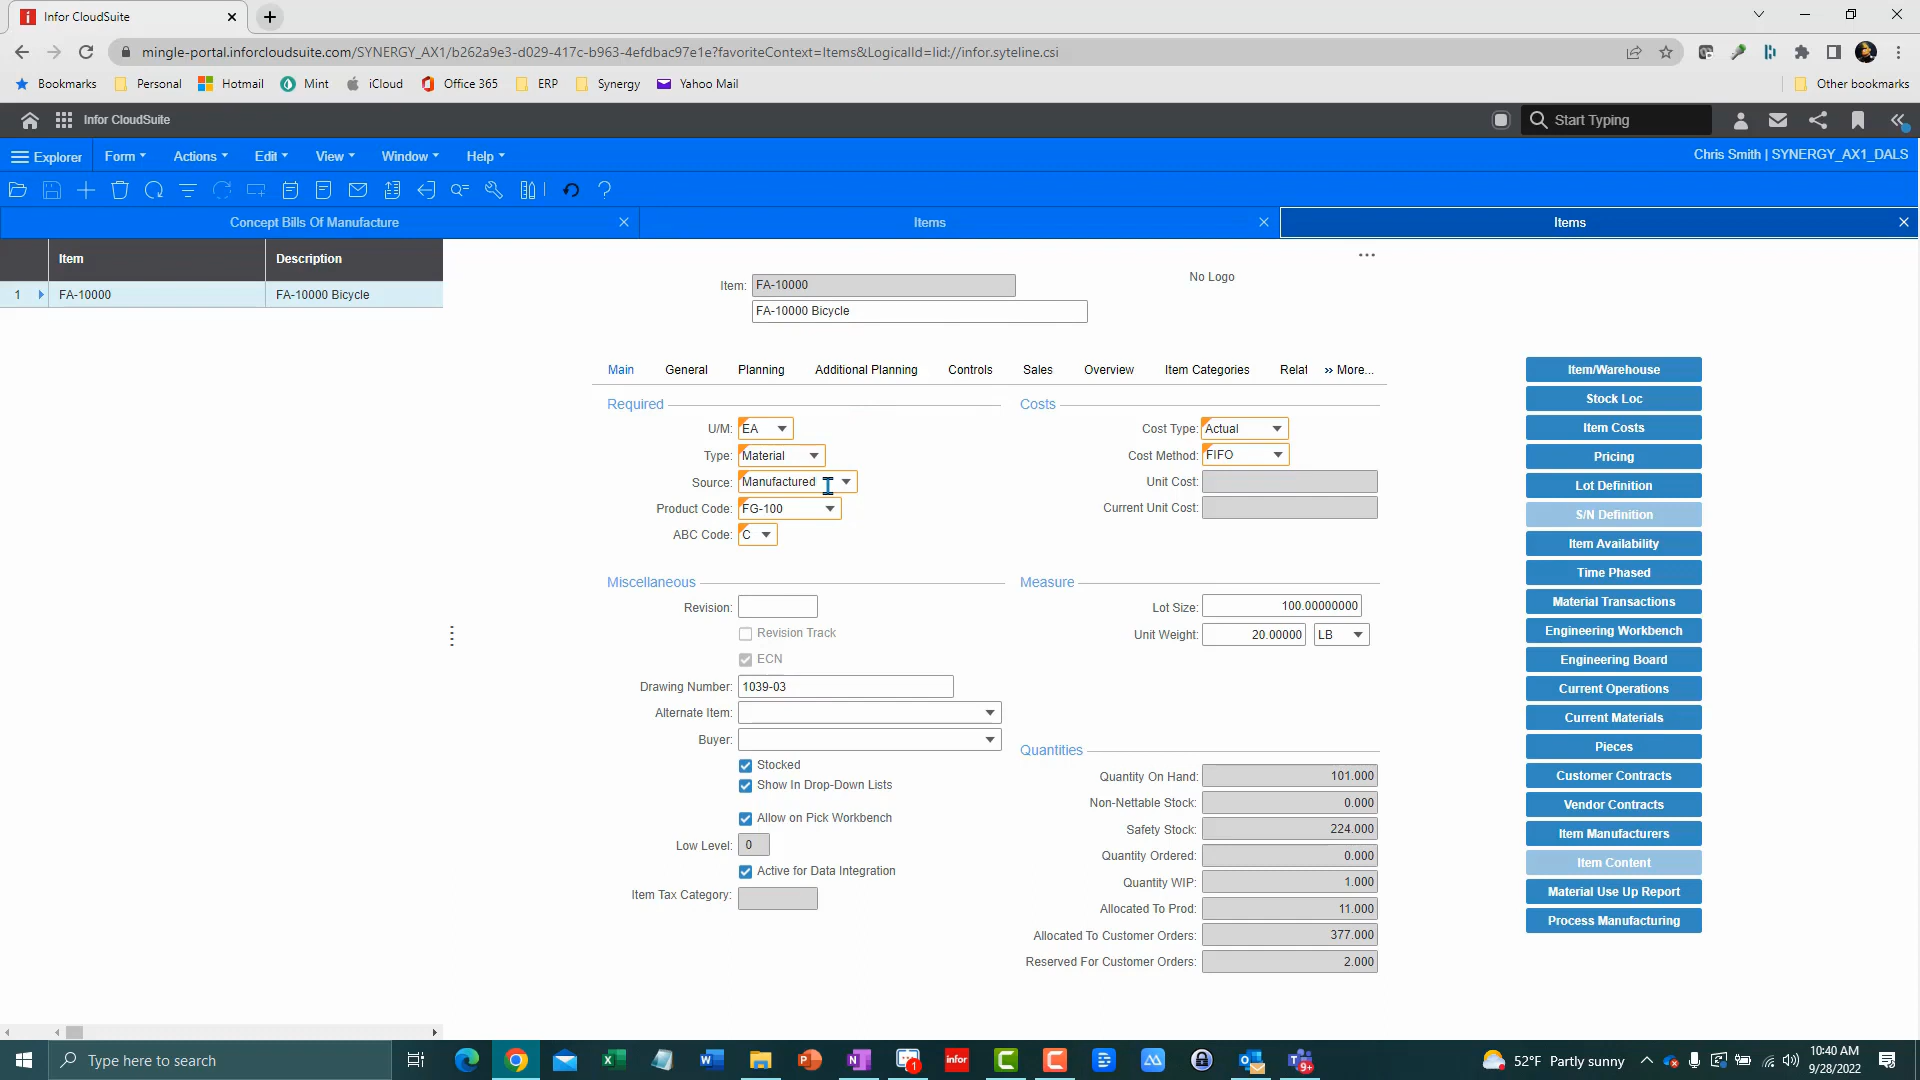 Infor CloudSuite
mingle-portal.inforcloudsuite.com/SYNERGY_AX1/b262a9e3-d029-417c-b963-4efdbac97e1e?favoriteContext=Items&LogicalId=lid://infor.syteline.csi
Bookmarks Personal Hotmail Mint iCloud Office 365 ERP Synergy Yahoo Mail Other bookmarks
Infor CloudSuite Start Typing
Explorer Form Actions Edit View Window Help Chris Smith | SYNERGY_AX1_DALS
Concept Bills Of Manufacture Items Items
Item Description
1 FA-10000 FA-10000 Bicycle
No Logo
Item: FA-10000
FA-10000 Bicycle
Main General Planning Additional Planning Controls Sales Overview Item Categories Relat » More...
Required
U/M: EA
Type: Material
Source: Manufactured
Product Code: FG-100
ABC Code: C
Costs
Cost Type: Actual
Cost Method: FIFO
Unit Cost:
Current Unit Cost:
Miscellaneous
Revision:
Revision Track
ECN
Drawing Number: 1039-03
Alternate Item:
Buyer:
Stocked
Show In Drop-Down Lists
Allow on Pick Workbench
Low Level: 0
Active for Data Integration
Item Tax Category:
Measure
Lot Size: 100.00000000
Unit Weight: 20.00000 LB
Quantities
Quantity On Hand: 101.000
Non-Nettable Stock: 0.000
Safety Stock: 224.000
Quantity Ordered: 0.000
Quantity WIP: 1.000
Allocated To Prod: 11.000
Allocated To Customer Orders: 377.000
Reserved For Customer Orders: 2.000
Item/Warehouse
Stock Loc
Item Costs
Pricing
Lot Definition
S/N Definition
Item Availability
Time Phased
Material Transactions
Engineering Workbench
Engineering Board
Current Operations
Current Materials
Pieces
Customer Contracts
Vendor Contracts
Item Manufacturers
Item Content
Material Use Up Report
Process Manufacturing
Type here to search
infor
1
9+
52°F Partly sunny
10:40 AM
9/28/2022